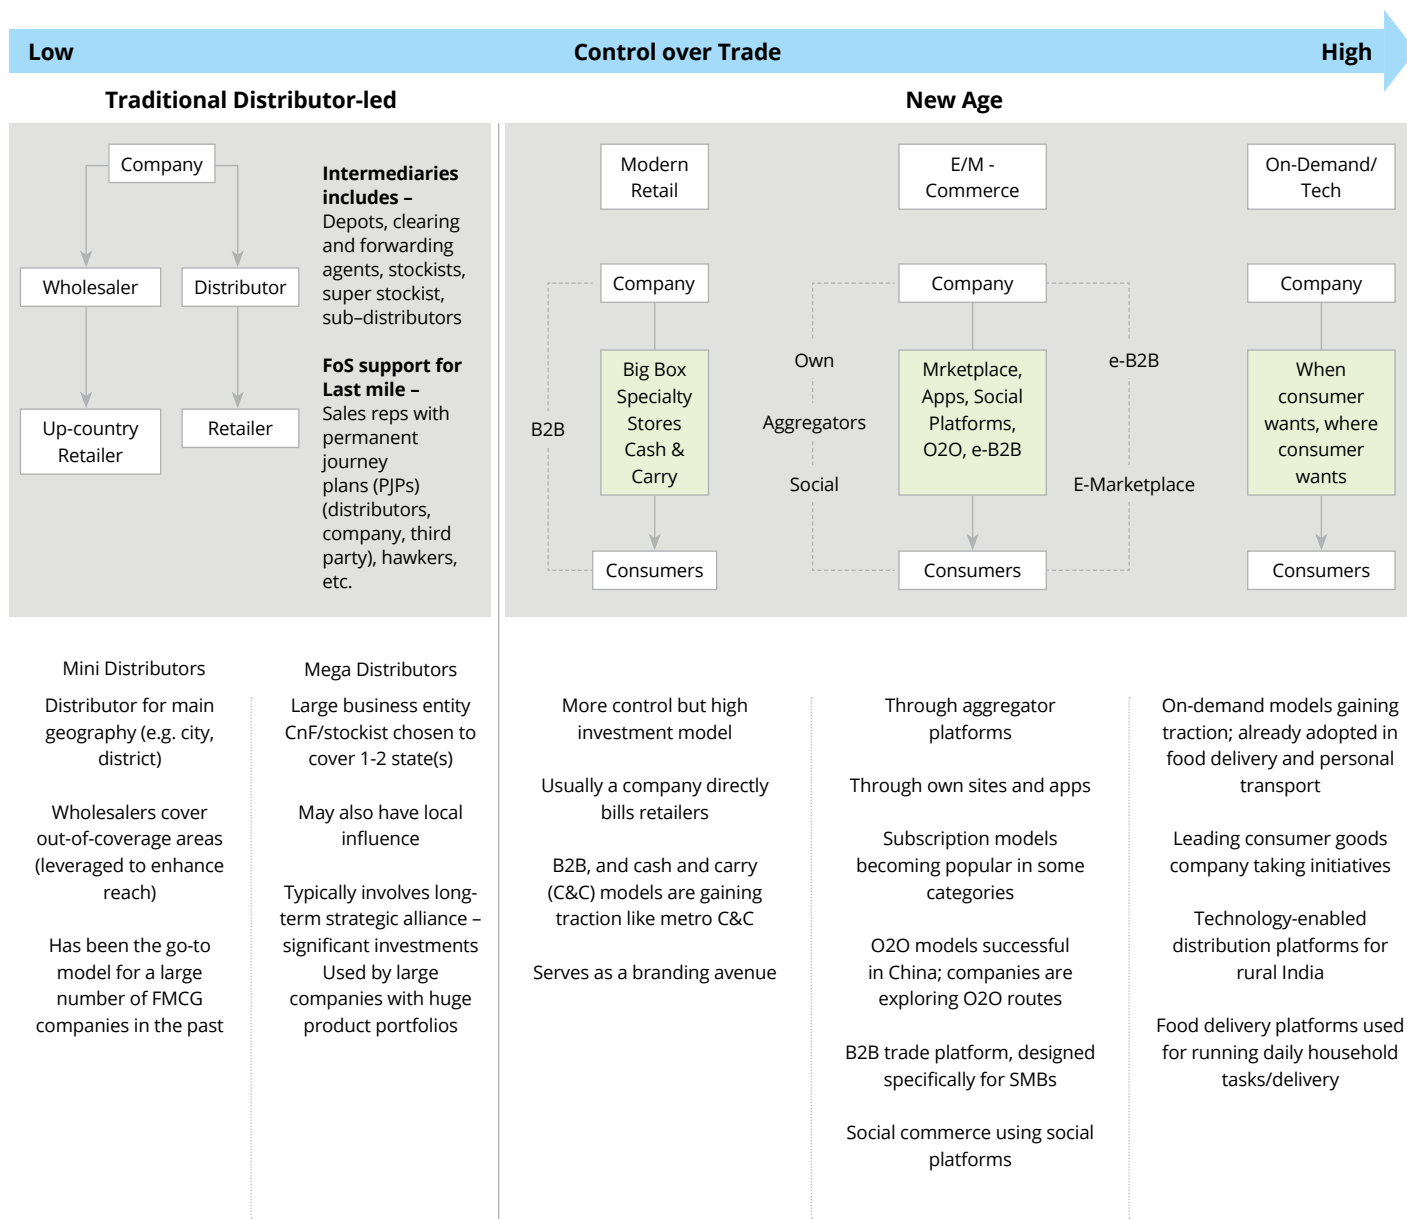 Low
Control over Trade
High
Traditional Distributor-led
New Age
Company
Wholesaler
Distributor
Up-country
Retailer
Retailer
Intermediaries
includes –
Depots, clearing
and forwarding
agents, stockists,
super stockist,
sub–distributors
FoS support for
Last mile –
Sales reps with
permanent
journey
plans (PJPs)
(distributors,
company, third
party), hawkers,
etc.
Modern
Retail
Company
B2B
Big Box
Specialty
Stores
Cash &
Carry
Consumers
E/M -
Commerce
Company
Own
Aggregators
Social
Mrketplace,
Apps, Social
Platforms,
O2O, e-B2B
e-B2B
E-Marketplace
Consumers
On-Demand/
Tech
Company
When
consumer
wants, where
consumer
wants
Consumers
Mini Distributors
Distributor for main
geography (e.g. city,
district)
Wholesalers cover
out-of-coverage areas
(leveraged to enhance
reach)
Has been the go-to
model for a large
number of FMCG
companies in the past
Mega Distributors
Large business entity
CnF/stockist chosen to
cover 1-2 state(s)
May also have local
influence
Typically involves long-
term strategic alliance –
significant investments
Used by large
companies with huge
product portfolios
More control but high
investment model
Usually a company directly
bills retailers
B2B, and cash and carry
(C&C) models are gaining
traction like metro C&C
Serves as a branding avenue
Through aggregator
platforms
Through own sites and apps
Subscription models
becoming popular in some
categories
O2O models successful
in China; companies are
exploring O2O routes
B2B trade platform, designed
specifically for SMBs
Social commerce using social
platforms
On-demand models gaining
traction; already adopted in
food delivery and personal
transport
Leading consumer goods
company taking initiatives
Technology-enabled
distribution platforms for
rural India
Food delivery platforms used
for running daily household
tasks/delivery